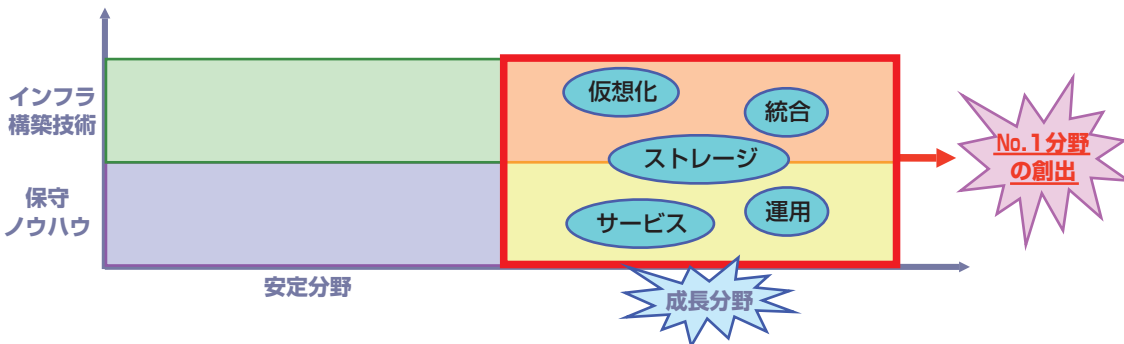 インフラ
構築技術
仮想化
統合
ストレージ
No.1分野
の創出
保守
ノウハウ
サービス
運用
安定分野
成長分野